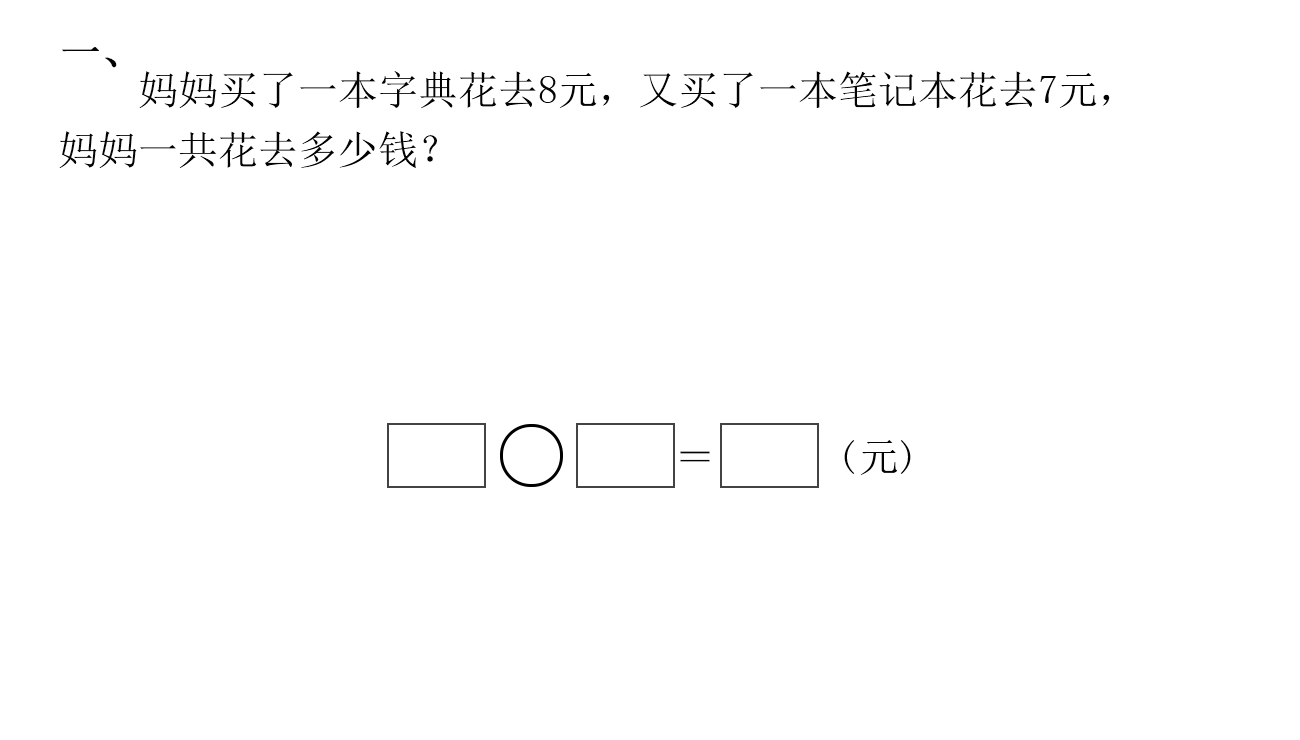 一、
妈妈买了一本字典花去8元，又买了一本笔记本花去7元，
妈妈一共花去多少钱？
=（元）